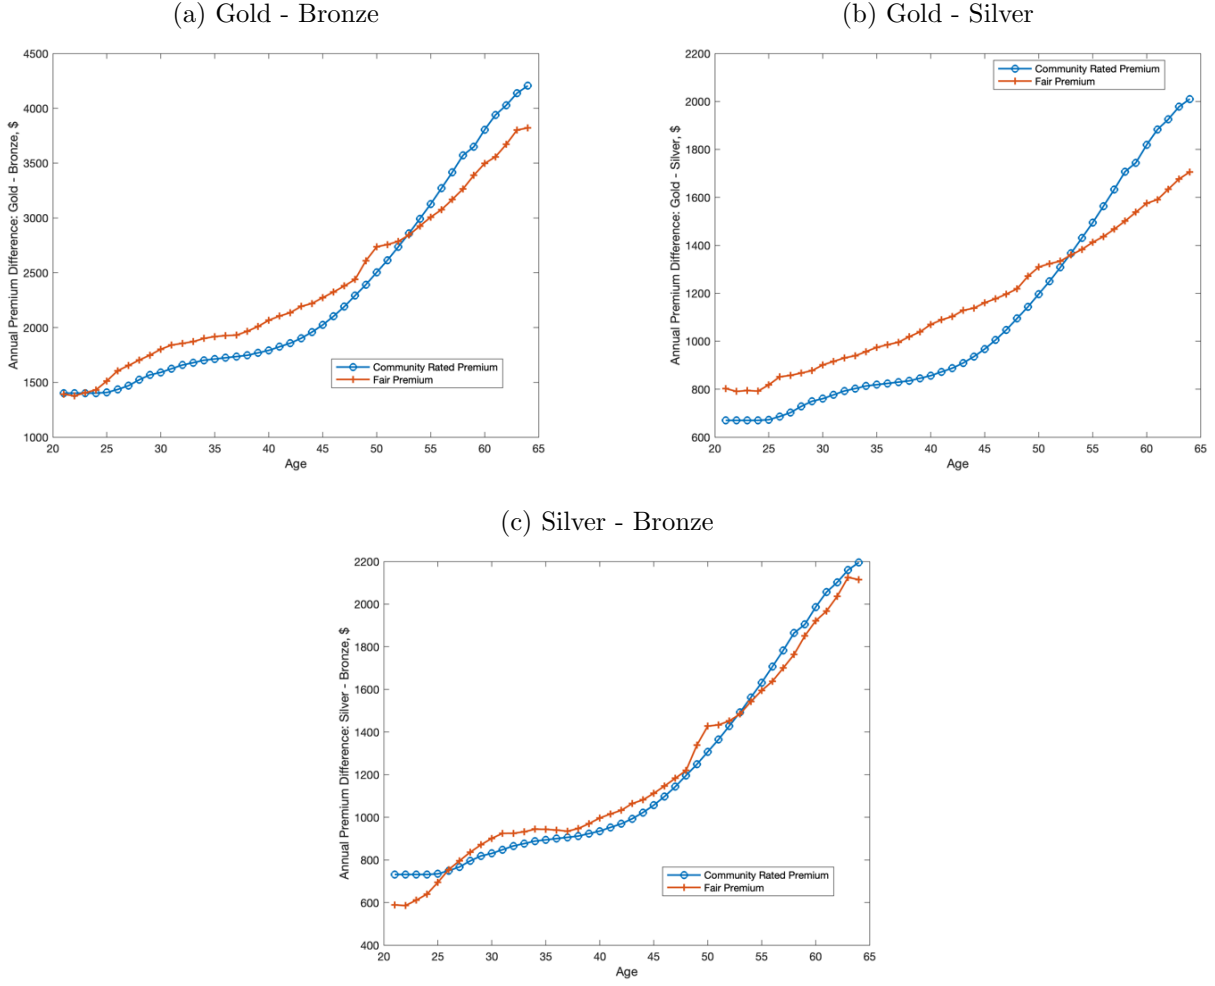 (a) Gold - Bronze
(b) Gold - Silver
4500
4000
3500
3000
2500
2000
1500
1000
Annual Premium Difference: Gold - Bronze, $
Community Rated Premium
Fair Premium
20 25 30 35 40 45 50 55 60 65
Age
2200
2000
1800
1600
1400
1200
1000
800
600
Annual Premium Difference: Gold - Silver, $
Community Rated Premium
Fair Premium
20 25 30 35 40 45 50 55 60 65
Age
(c) Silver - Bronze
2200
2000
1800
1600
1400
1200
1000
800
600
400
Annual Premium Difference: Silver - Bronze, $
Community Rated Premium
Fair Premium
20 25 30 35 40 45 50 55 60 65
Age